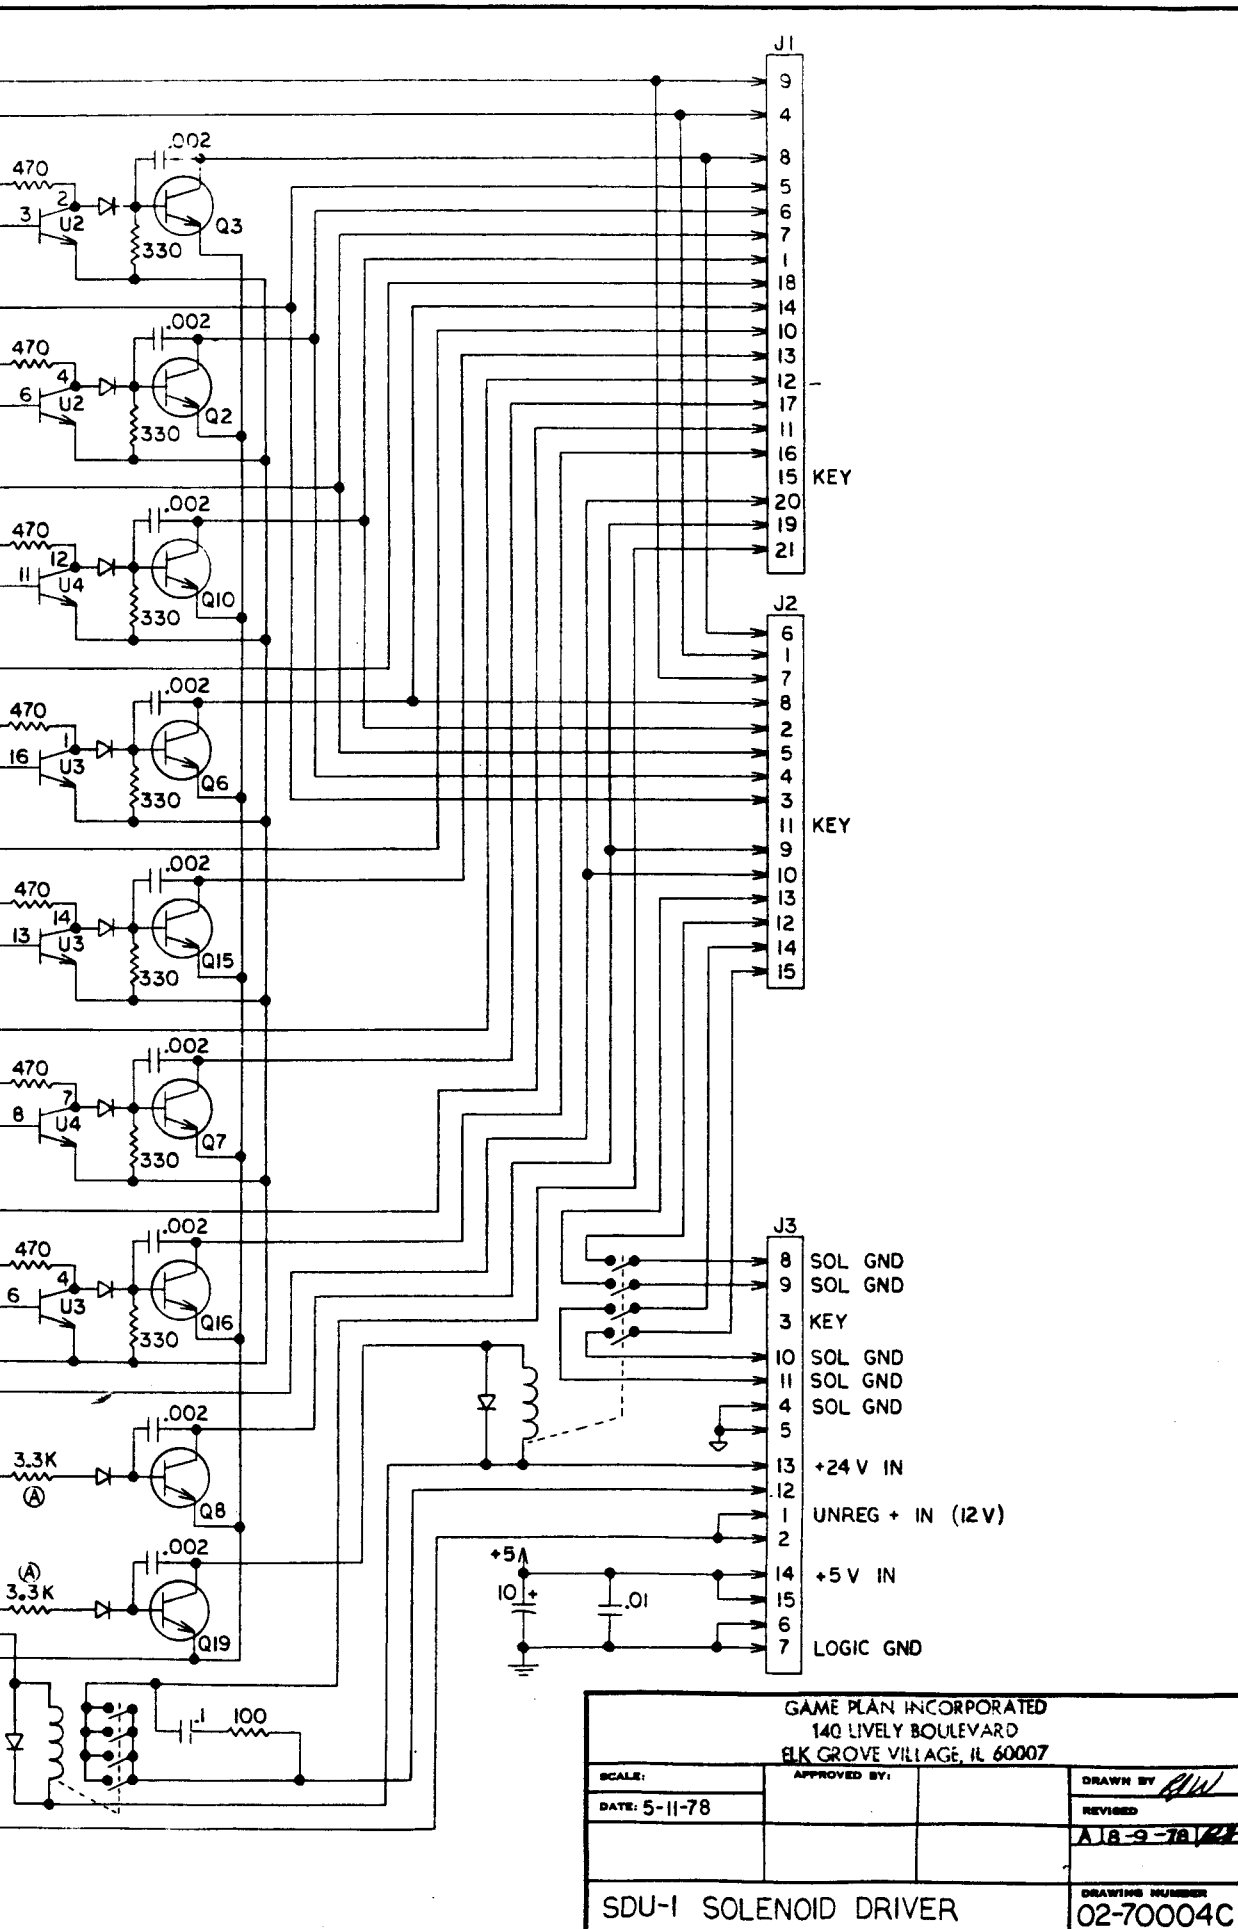 J1
9
4
8
5
6
7
1
18
14
10
13
12
17
11
16
15 KEY
20
19
21
470
.002
2
3
U2
Q3
330
470
.002
4
6
U2
Q2
330
470
.002
12
11
U4
Q10
330
470
.002
1
16
U3
Q6
330
470
.002
14
13
U3
Q15
330
470
.002
7
8
U4
Q7
330
470
.002
4
6
U3
Q16
330
3.3K
A
.002
Q8
A
3.3K
.002
Q19
.1
100
J2
6
1
7
8
2
5
4
3
11 KEY
9
10
13
12
14
15
J3
8 SOL GND
9 SOL GND
3 KEY
10 SOL GND
11 SOL GND
4 SOL GND
5
13 +24V IN
12
1 UNREG + IN (12V)
2
14 +5V IN
15
6
7 LOGIC GND
+5
10 +
.01
GAME PLAN INCORPORATED
140 LIVELY BOULEVARD
ELK GROVE VILLAGE, IL 60007
SCALE:
APPROVED BY:
DRAWN BY
DATE: 5-11-78
REVISED
A 8-9-78
SDU-1 SOLENOID DRIVER
DRAWING NUMBER
02-70004C